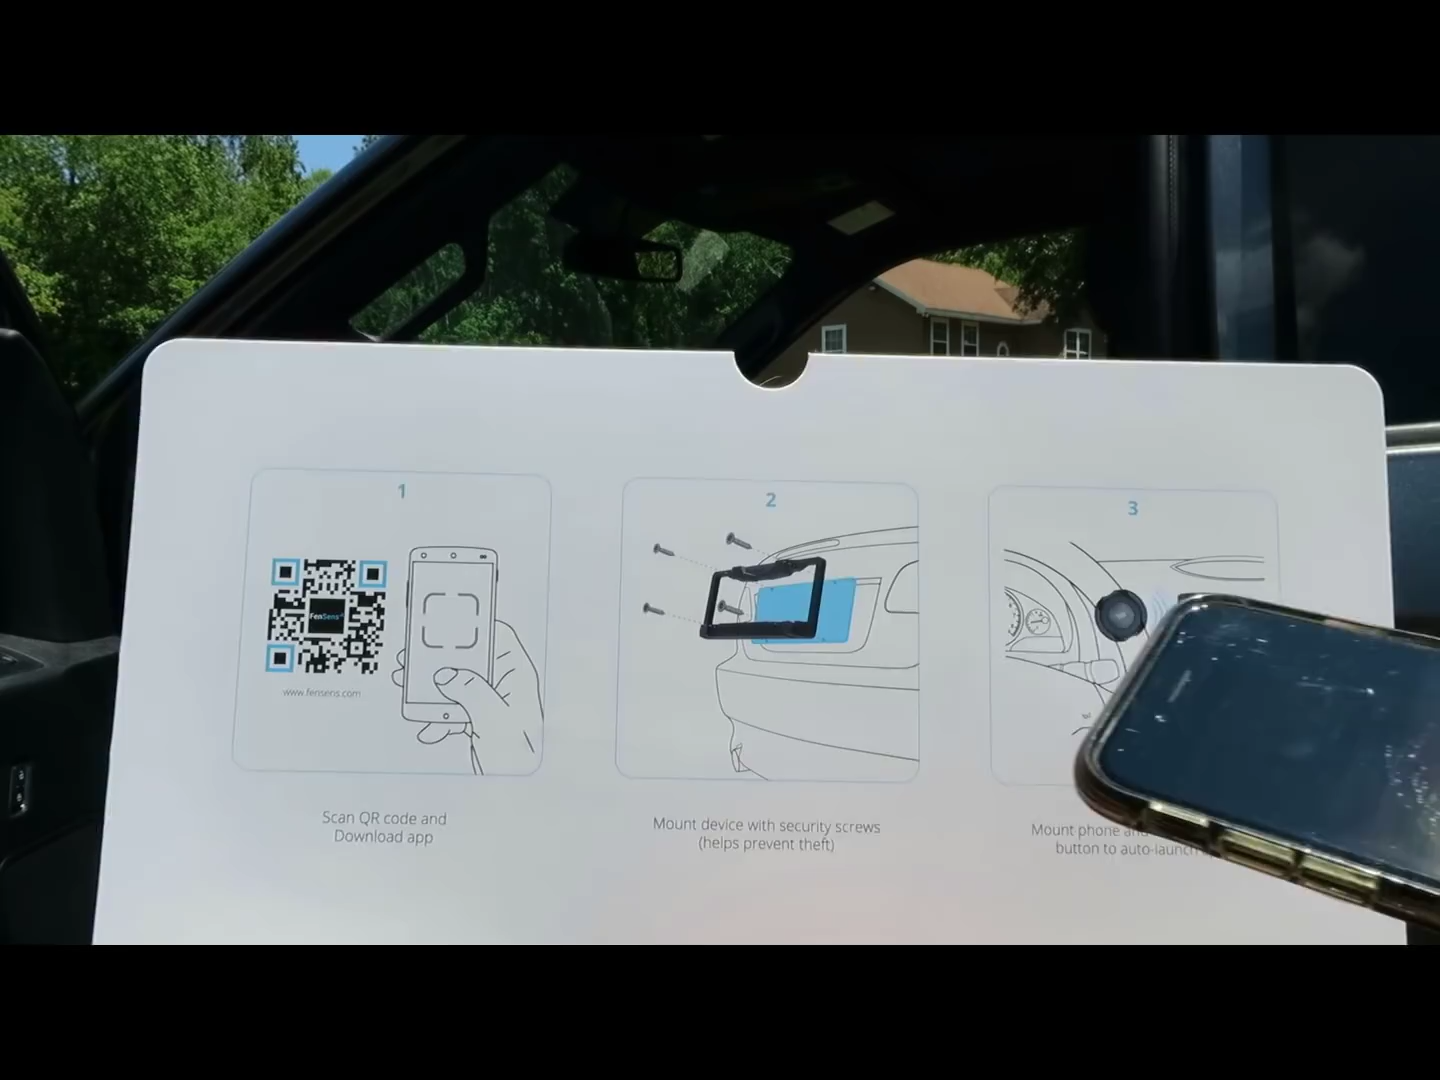 1
FenSens
www.fensens.com
Scan QR code and
Download app
2
Mount device with security screws
(helps prevent theft)
3
Mount phone and
button to auto-launch